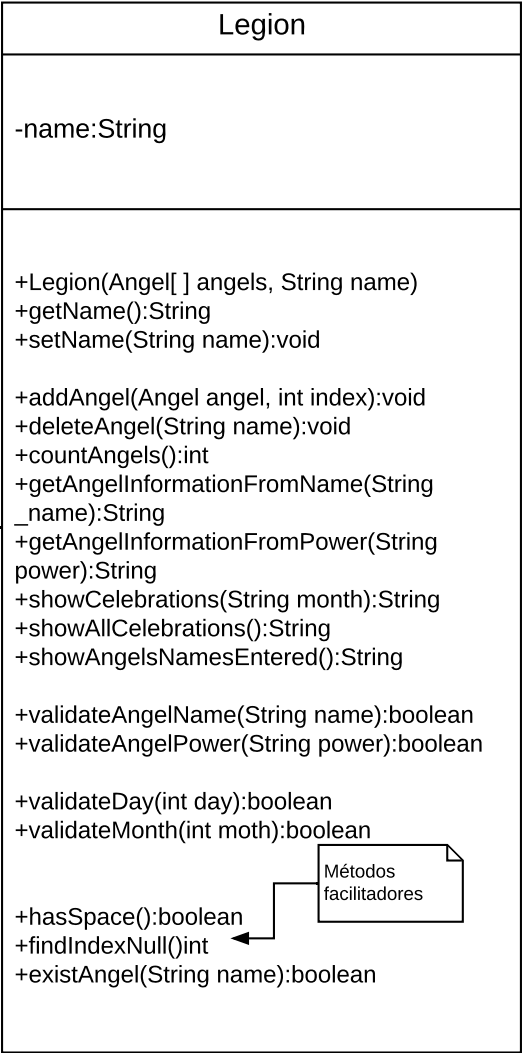 Legion
-name:String
+Legion(Angel[ ] angels, String name)
+getName():String
+setName(String name):void
+addAngel(Angel angel, int index):void
+deleteAngel(String name):void
+countAngels():int
+getAngelInformationFromName(String
_name):String
+getAngelInformationFromPower(String
power):String
+showCelebrations(String month):String
+showAllCelebrations():String
+showAngelsNamesEntered():String
+validateAngelName(String name):boolean
+validateAngelPower(String power):boolean
+validateDay(int day):boolean
+validateMonth(int moth):boolean
Métodos
facilitadores
+hasSpace():boolean
+findIndexNull()int
+existAngel(String name):boolean